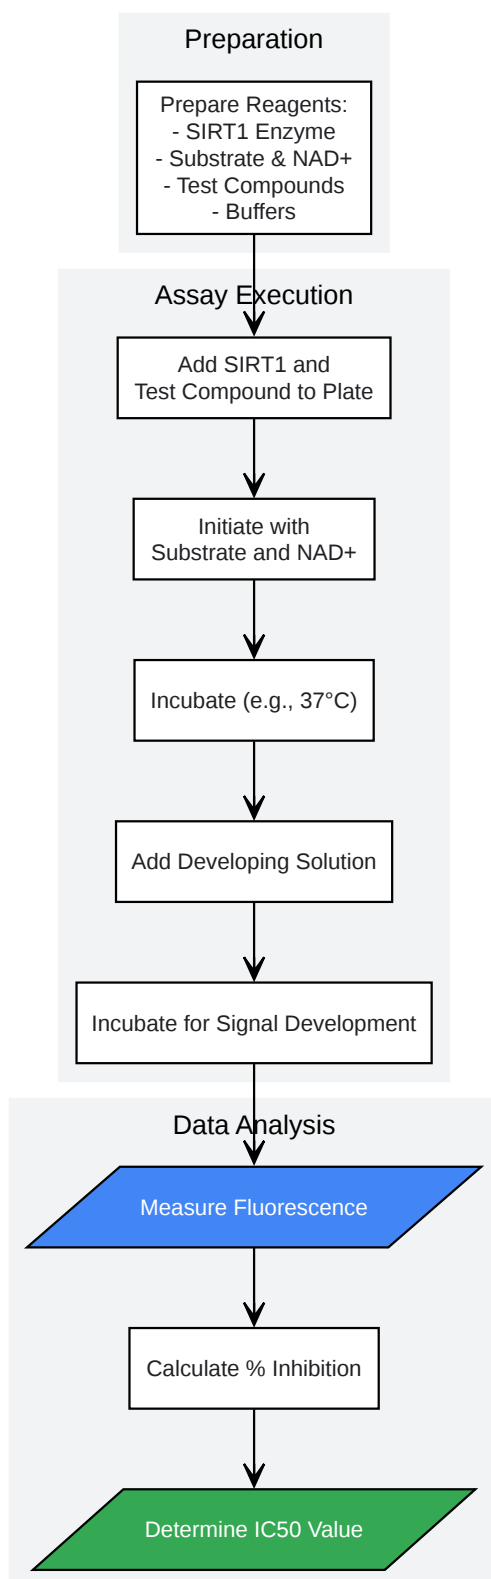 Preparation
Prepare Reagents:
- SIRT1 Enzyme
- Substrate & NAD+
- Test Compounds
- Buffers
Assay Execution
Add SIRT1 and
Test Compound to Plate
Initiate with
Substrate and NAD+
Incubate (e.g., 37°C)
Add Developing Solution
Incubate for Signal Development
Data Analysis
Measure Fluorescence
Calculate % Inhibition
Determine IC50 Value